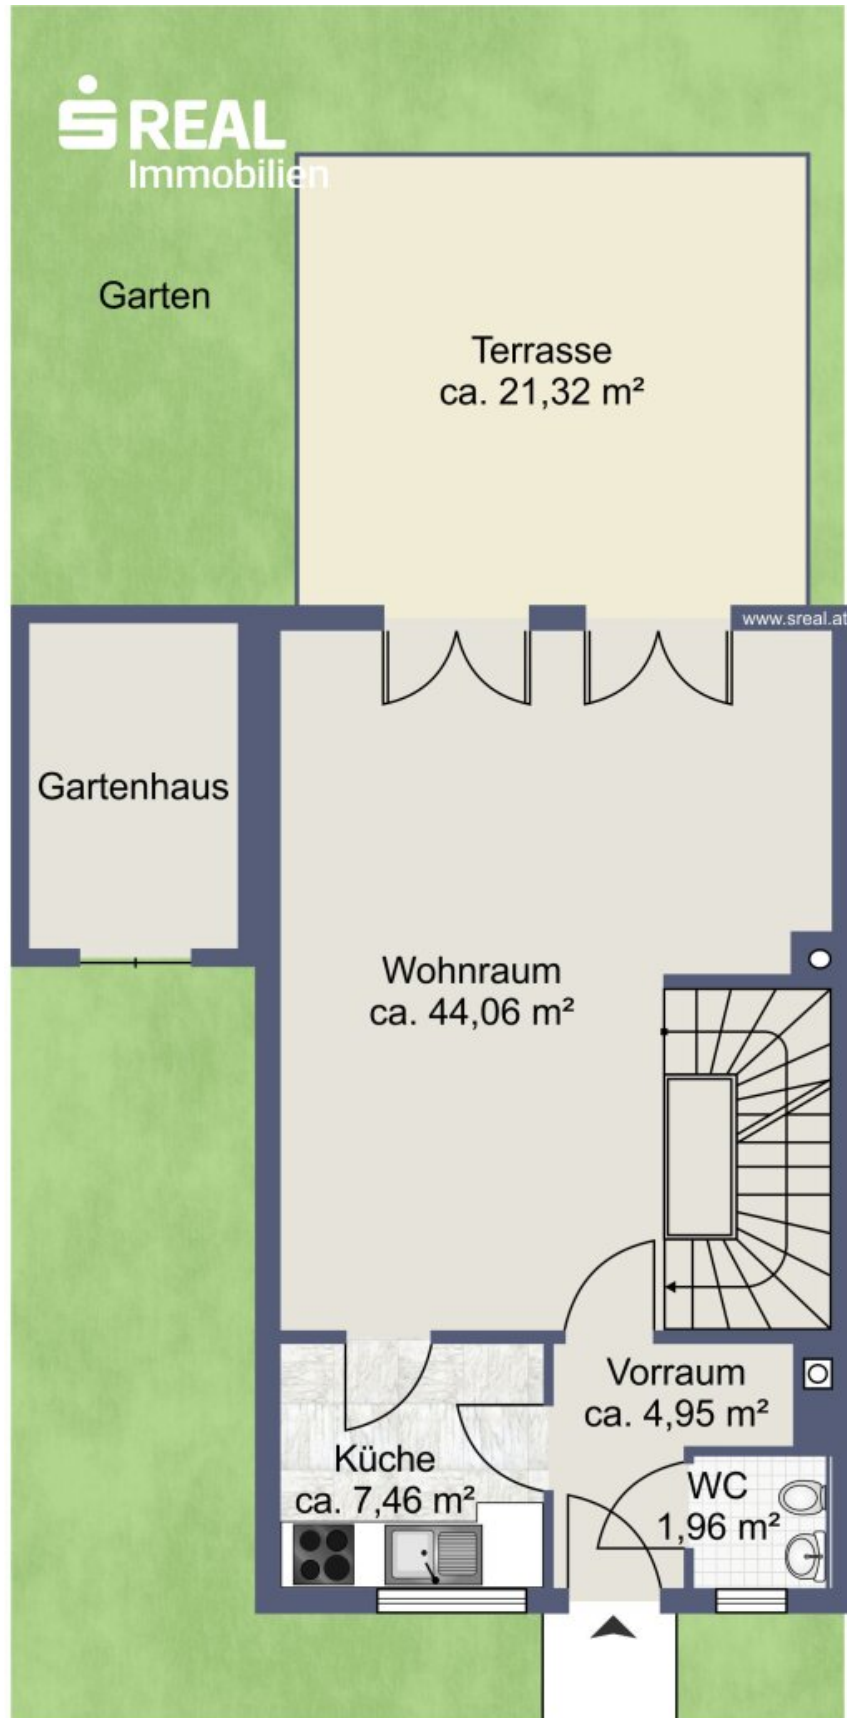 S REAL
Immobilien
Garten
Terrasse
ca. 21,32 m²
www.sreal.at
Gartenhaus
Wohnraum
ca. 44,06 m²
Vorraum
ca. 4,95 m²
Küche
ca. 7,46 m²
WC
1,96 m²